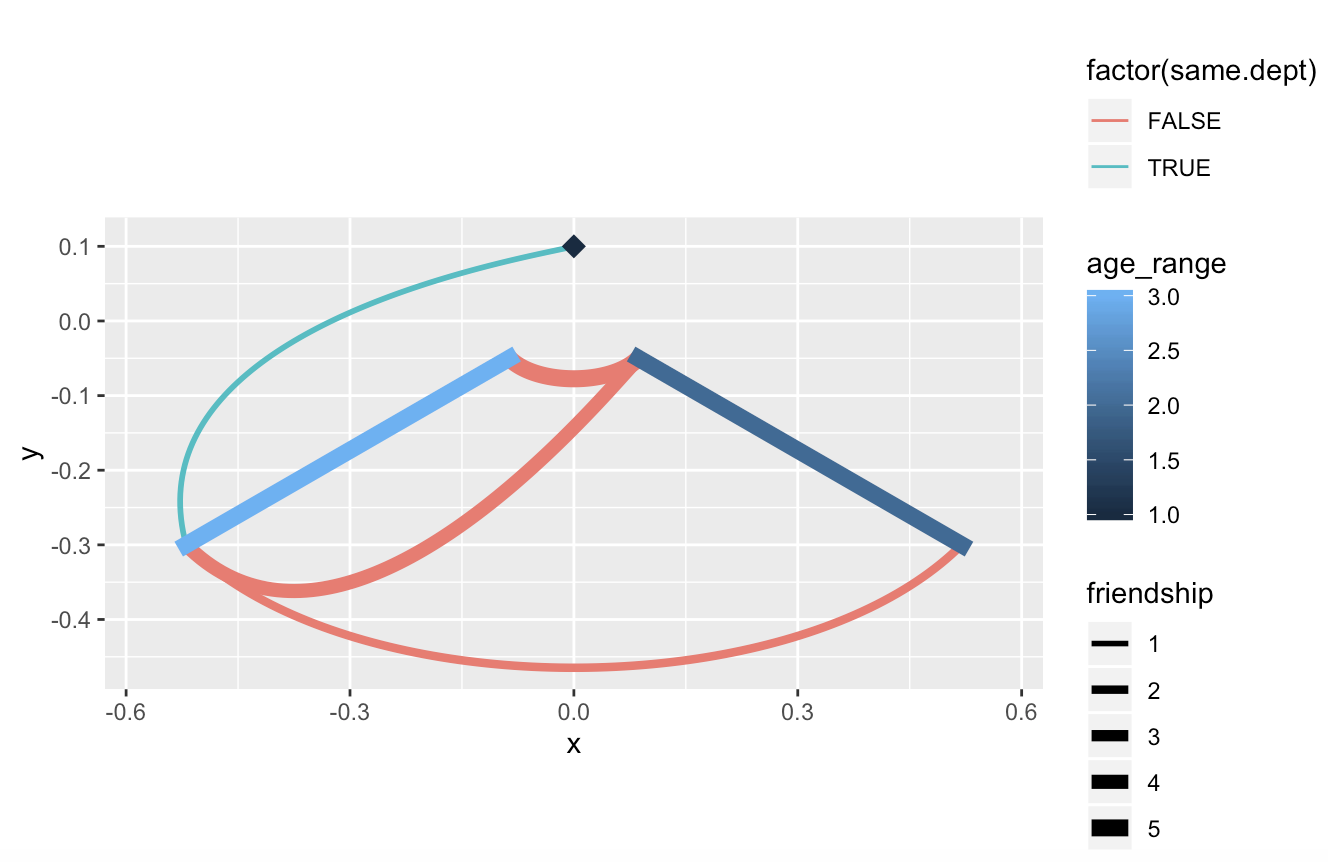 factor(same.dept)
FALSE
TRUE
age_range
3.0
2.5
2.0
1.5
1.0
friendship
1
2
3
4
5
0.1
0.0
-0.1
-0.2
-0.3
-0.4
y
-0.6 -0.3 0.0 0.3 0.6
x